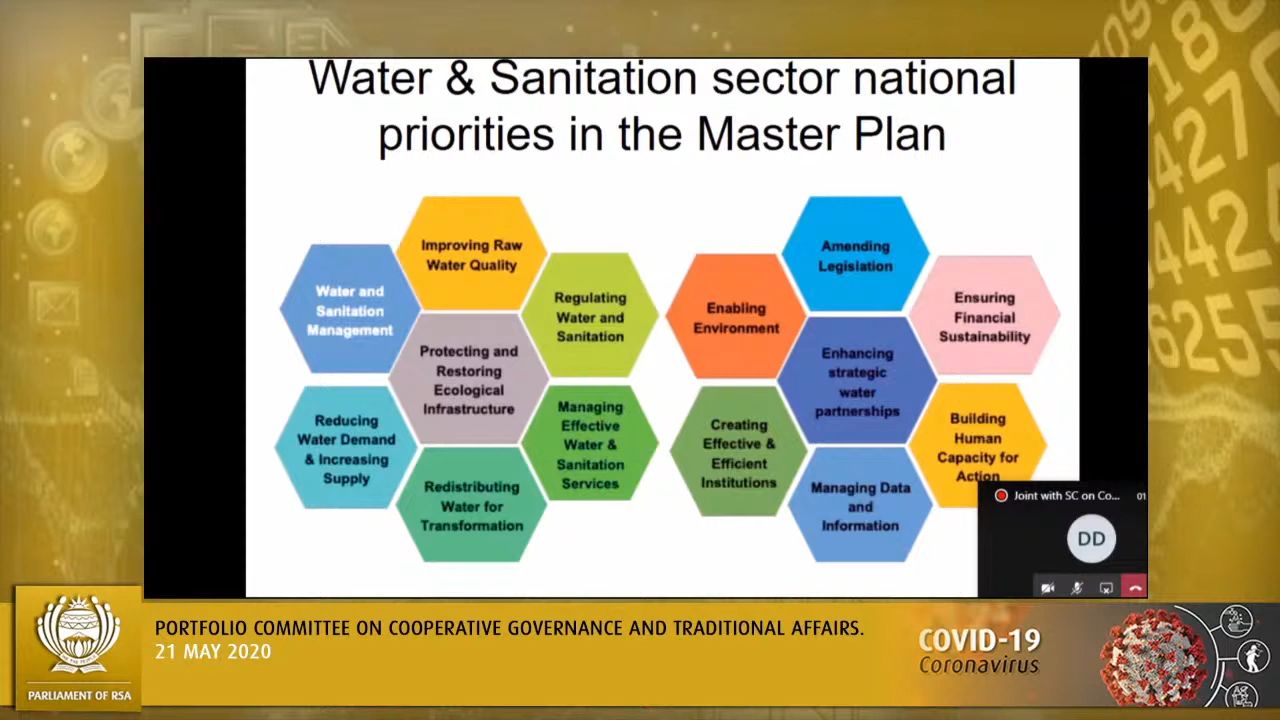 Water & Sanitation sector national
priorities in the Master Plan
Improving Raw
Water Quality
Water and
Sanitation
Management
Regulating
Water and
Sanitation
Protecting and
Restoring
Ecological
Infrastructure
Reducing
Water Demand
& Increasing
Supply
Managing
Effective
Water &
Sanitation
Services
Redistributing
Water for
Transformation
Amending
Legislation
Enabling
Environment
Ensuring
Financial
Sustainability
Enhancing
strategic
water
partnerships
Creating
Effective &
Efficient
Institutions
Building
Human
Capacity for
Action
Managing Data
and
Information
Joint with SC on Co... 01
DD
PORTFOLIO COMMITTEE ON COOPERATIVE GOVERNANCE AND TRADITIONAL AFFAIRS.
21 MAY 2020
PARLIAMENT OF RSA
COVID-19
Coronavirus